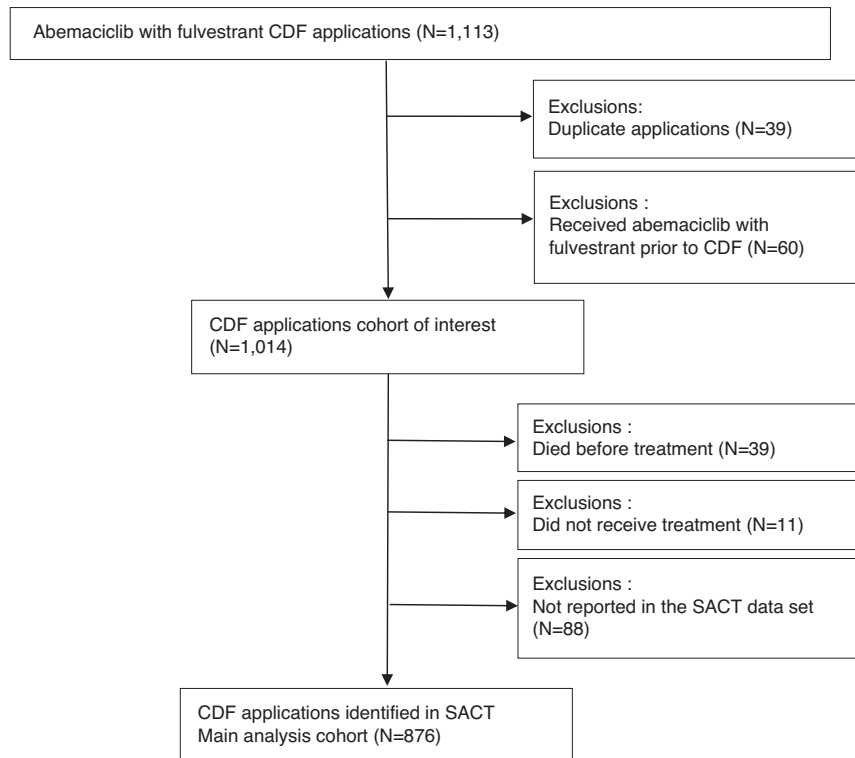 Abemaciclib with fulvestrant CDF applications (N=1,113)
Exclusions:
Duplicate applications (N=39)
Exclusions :
Received abemaciclib with
fulvestrant prior to CDF (N=60)
CDF applications cohort of interest
(N=1,014)
Exclusions :
Died before treatment (N=39)
Exclusions :
Did not receive treatment (N=11)
Exclusions :
Not reported in the SACT data set
(N=88)
CDF applications identified in SACT
Main analysis cohort (N=876)